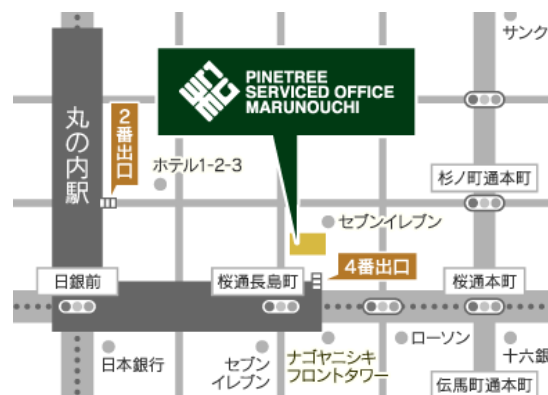 サンク
PINETREE
SERVICED OFFICE
MARUNOUCHI
丸の内駅
2番出口
ホテル1-2-3
杉ノ町通本町
セブンイレブン
4番出口
日銀前
桜通長島町
桜通本町
日本銀行
セブン
イレブン
ナゴヤニシキ
フロントタワー
ローソン
十六銀
伝馬町通本町